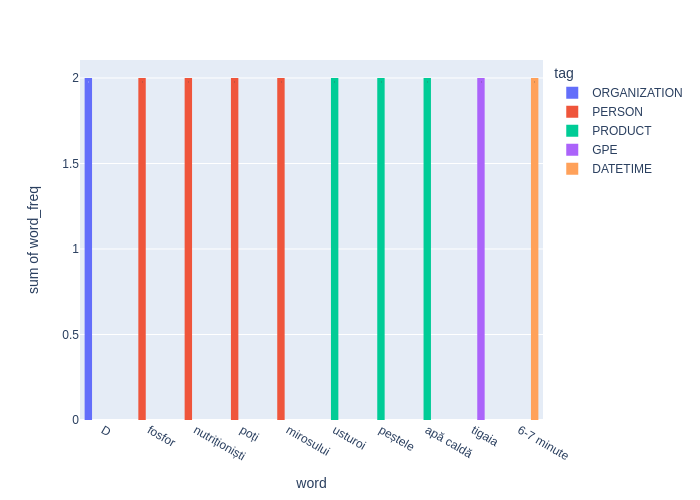 tag
ORGANIZATION
PERSON
PRODUCT
GPE
DATETIME
sum of word_freq
2
1.5
1
0.5
0
D
fosfor
nutriționiști
poți
mirosului
usturoi
peștele
apă caldă
tigaia
6-7 minute
word